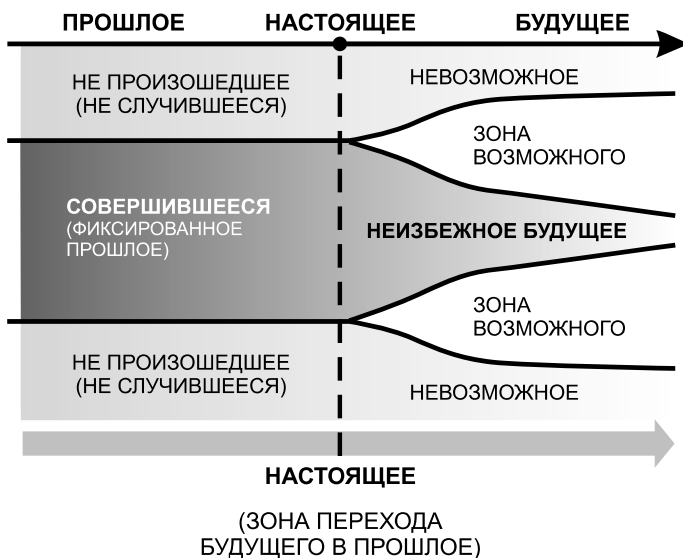 ПРОШЛОЕ НАСТОЯЩЕЕ БУДУЩЕЕ
НЕ ПРОИЗОШЕДШЕЕ
(НЕ СЛУЧИВШЕЕСЯ)
НЕВОЗМОЖНОЕ
ЗОНА
ВОЗМОЖНОГО
СОВЕРШИВШЕЕСЯ
(ФИКСИРОВАННОЕ
ПРОШЛОЕ)
НЕИЗБЕЖНОЕ БУДУЩЕЕ
ЗОНА
ВОЗМОЖНОГО
НЕ ПРОИЗОШЕДШЕЕ
(НЕ СЛУЧИВШЕЕСЯ)
НЕВОЗМОЖНОЕ
НАСТОЯЩЕЕ
(ЗОНА ПЕРЕХОДА
БУДУЩЕГО В ПРОШЛОЕ)